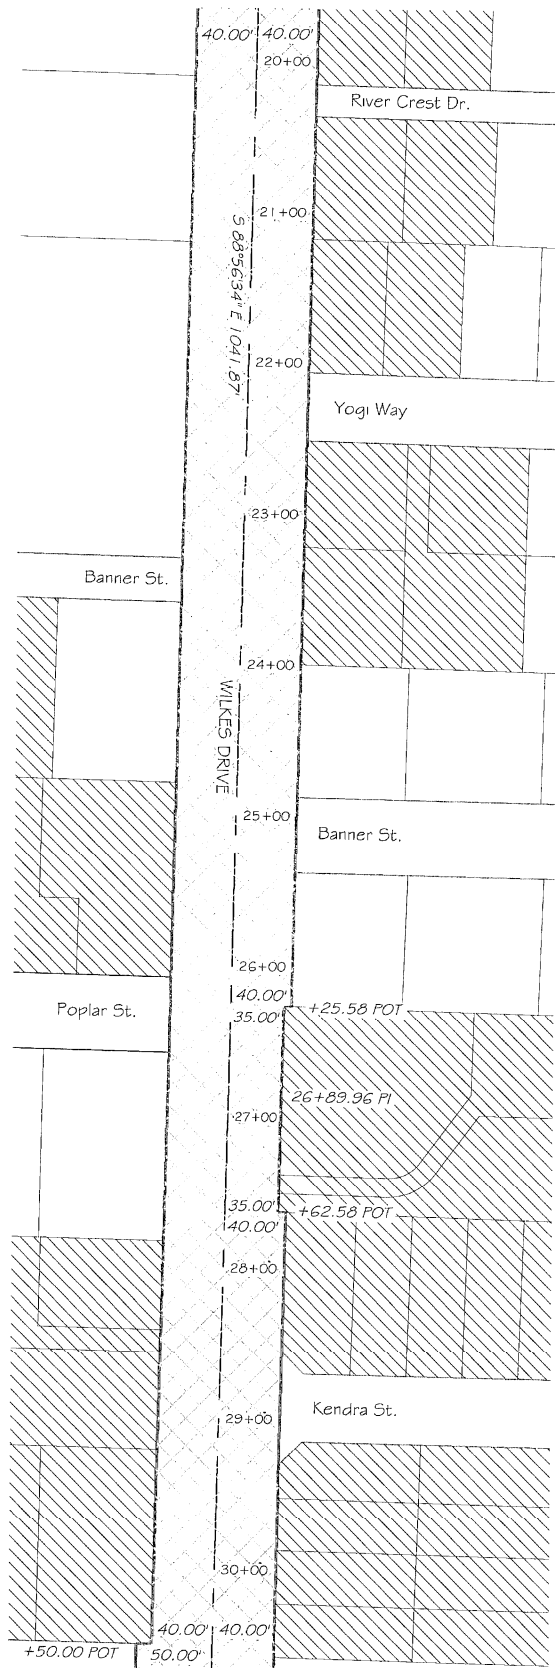 40.00' 40.00'
20+00
River Crest Dr.
21+00
S 88°56'34" E 1041.87'
22+00
Yogi Way
23+00
Banner St.
24+00
WILKES DRIVE
25+00
Banner St.
26+00
40.00'
+25.58 POT
35.00'
Poplar St.
26+89.96 PI
27+00
35.00'
+62.58 POT
40.00'
28+00
Kendra St.
29+00
30+00
40.00' 40.00'
+50.00 POT 50.00'